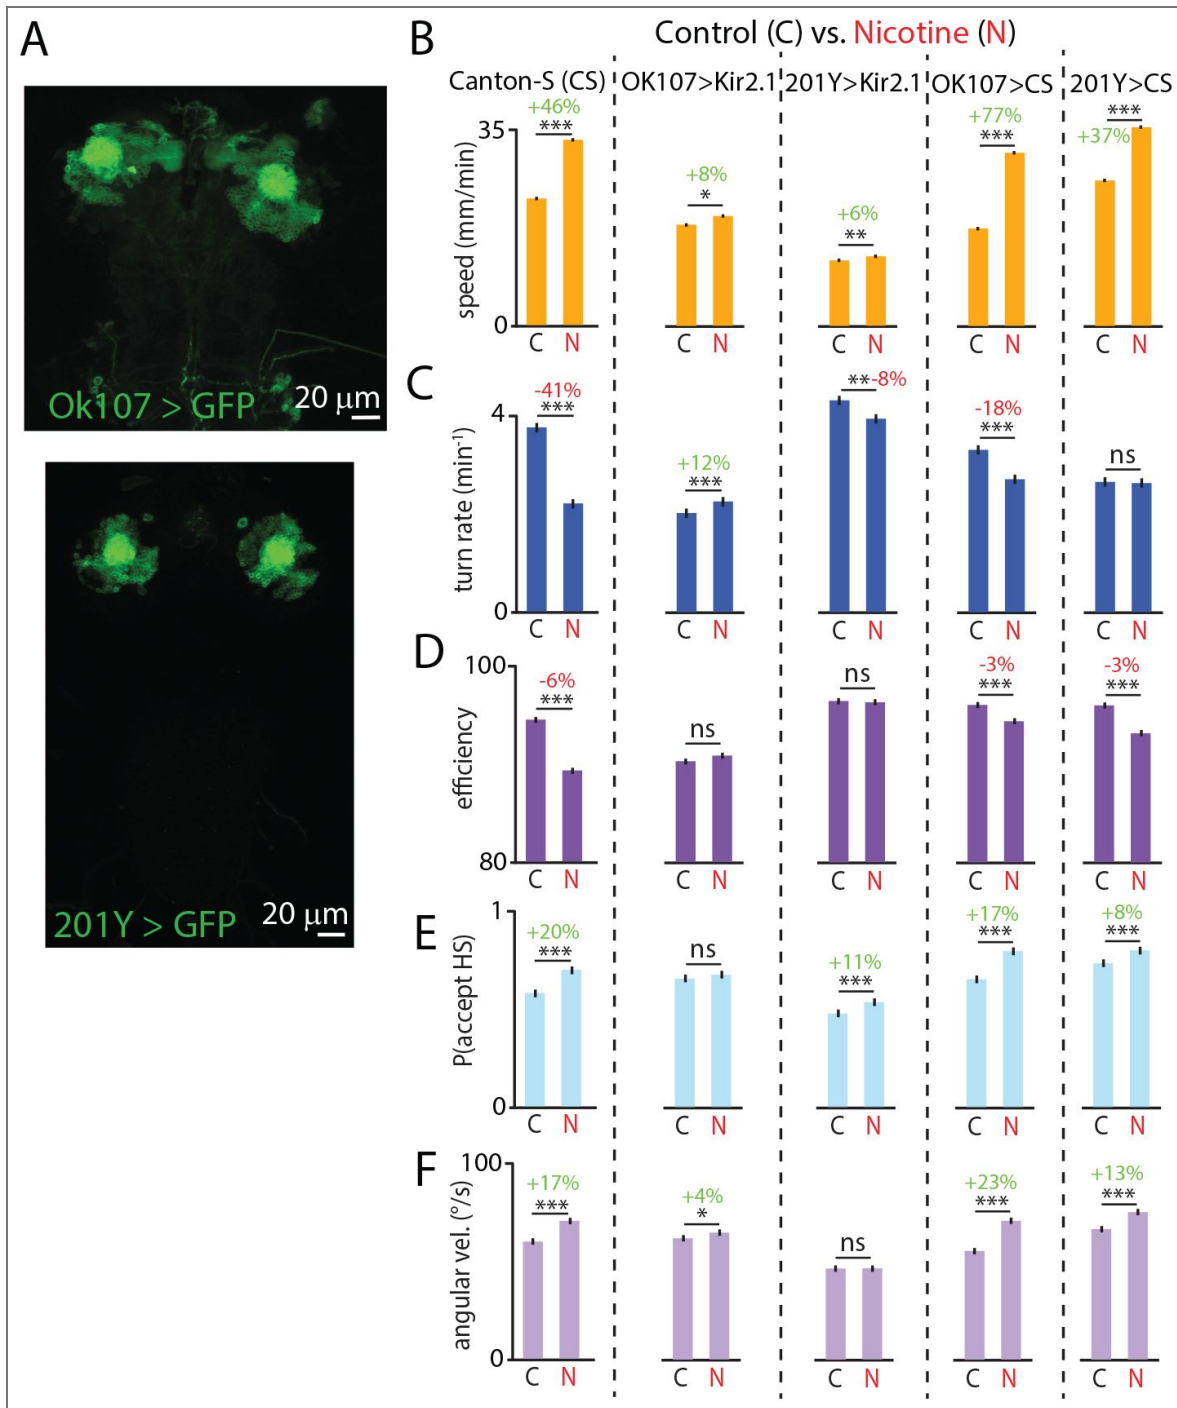 A
Ok107 > GFP
20 μm
201Y > GFP
20 μm
B
Control (C) vs. Nicotine (N)
Canton-S (CS) OK107>Kir2.1 201Y>Kir2.1 OK107>CS 201Y>CS
speed (mm/min)
35
0
+46%
***
+8%
*
+6%
**
+77%
***
***
+37%
C N C N C N C N C N
C
turn rate (min⁻¹)
4
0
-41%
***
+12%
***
**-8%
-18%
***
ns
C N C N C N C N C N
D
efficiency
100
80
-6%
***
ns
ns
-3%
***
-3%
***
C N C N C N C N C N
E
P(accept HS)
1
0
+20%
***
ns
+11%
***
+17%
***
+8%
***
C N C N C N C N C N
F
angular vel. (°/s)
100
0
+17%
***
+4%
*
ns
+23%
***
+13%
***
C N C N C N C N C N